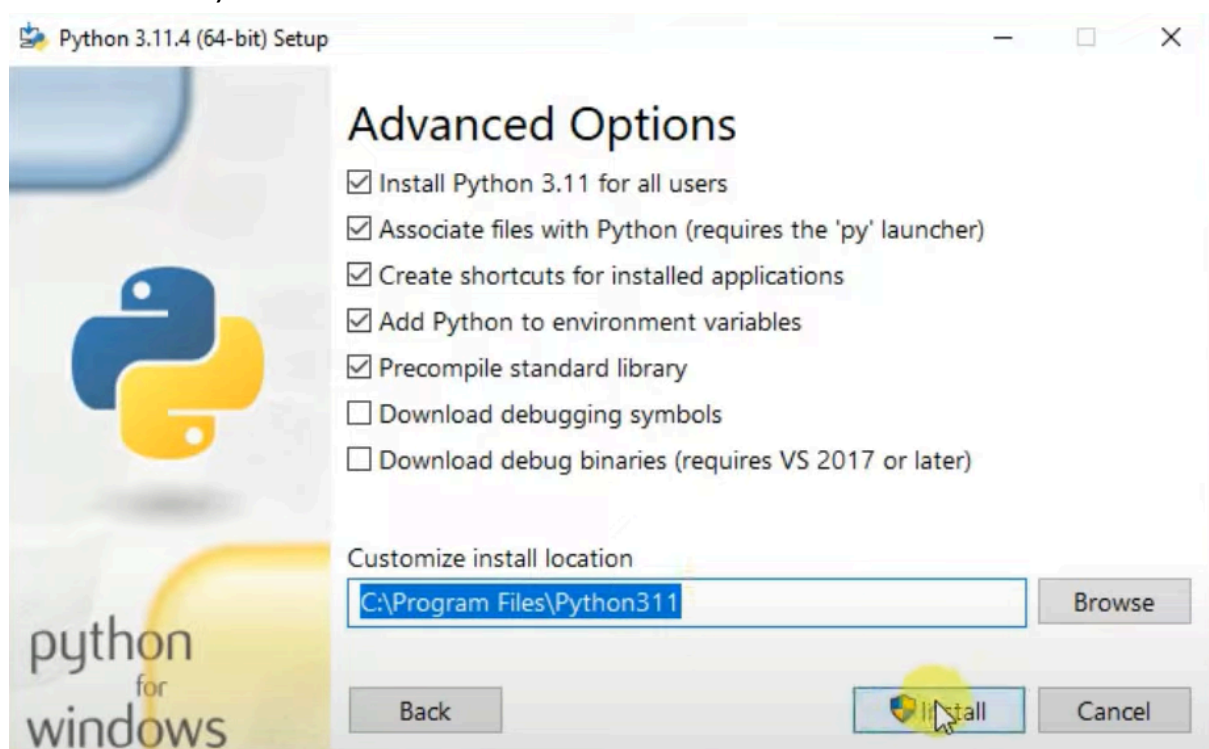 Python 3.11.4 (64-bit) Setup
Advanced Options
Install Python 3.11 for all users
Associate files with Python (requires the 'py' launcher)
Create shortcuts for installed applications
Add Python to environment variables
Precompile standard library
Download debugging symbols
Download debug binaries (requires VS 2017 or later)
Customize install location
C:\Program Files\Python311
Browse
python
for
windows
Back
Install
Cancel